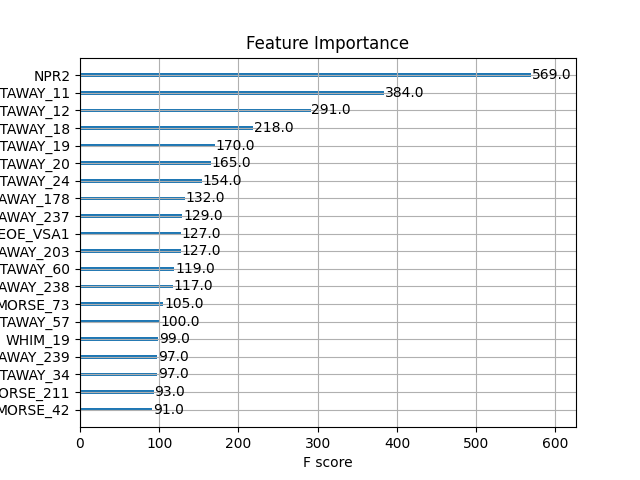 Feature Importance
NPR2 569.0
TAWAY_11 384.0
TAWAY_12 291.0
TAWAY_18 218.0
TAWAY_19 170.0
TAWAY_20 165.0
TAWAY_24 154.0
AWAY_178 132.0
AWAY_237 129.0
EOE_VSA1 127.0
AWAY_203 127.0
TAWAY_60 119.0
AWAY_238 117.0
MORSE_73 105.0
TAWAY_57 100.0
WHIM_19 99.0
AWAY_239 97.0
TAWAY_34 97.0
ORSE_211 93.0
MORSE_42 91.0
0 100 200 300 400 500 600
F score